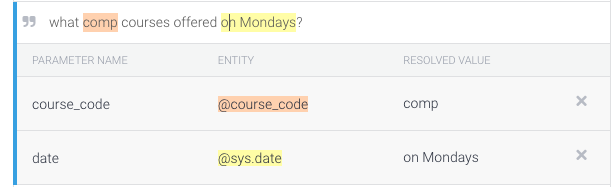 what comp courses offered on Mondays?
PARAMETER NAME ENTITY RESOLVED VALUE
course_code @course_code comp
date @sys.date on Mondays